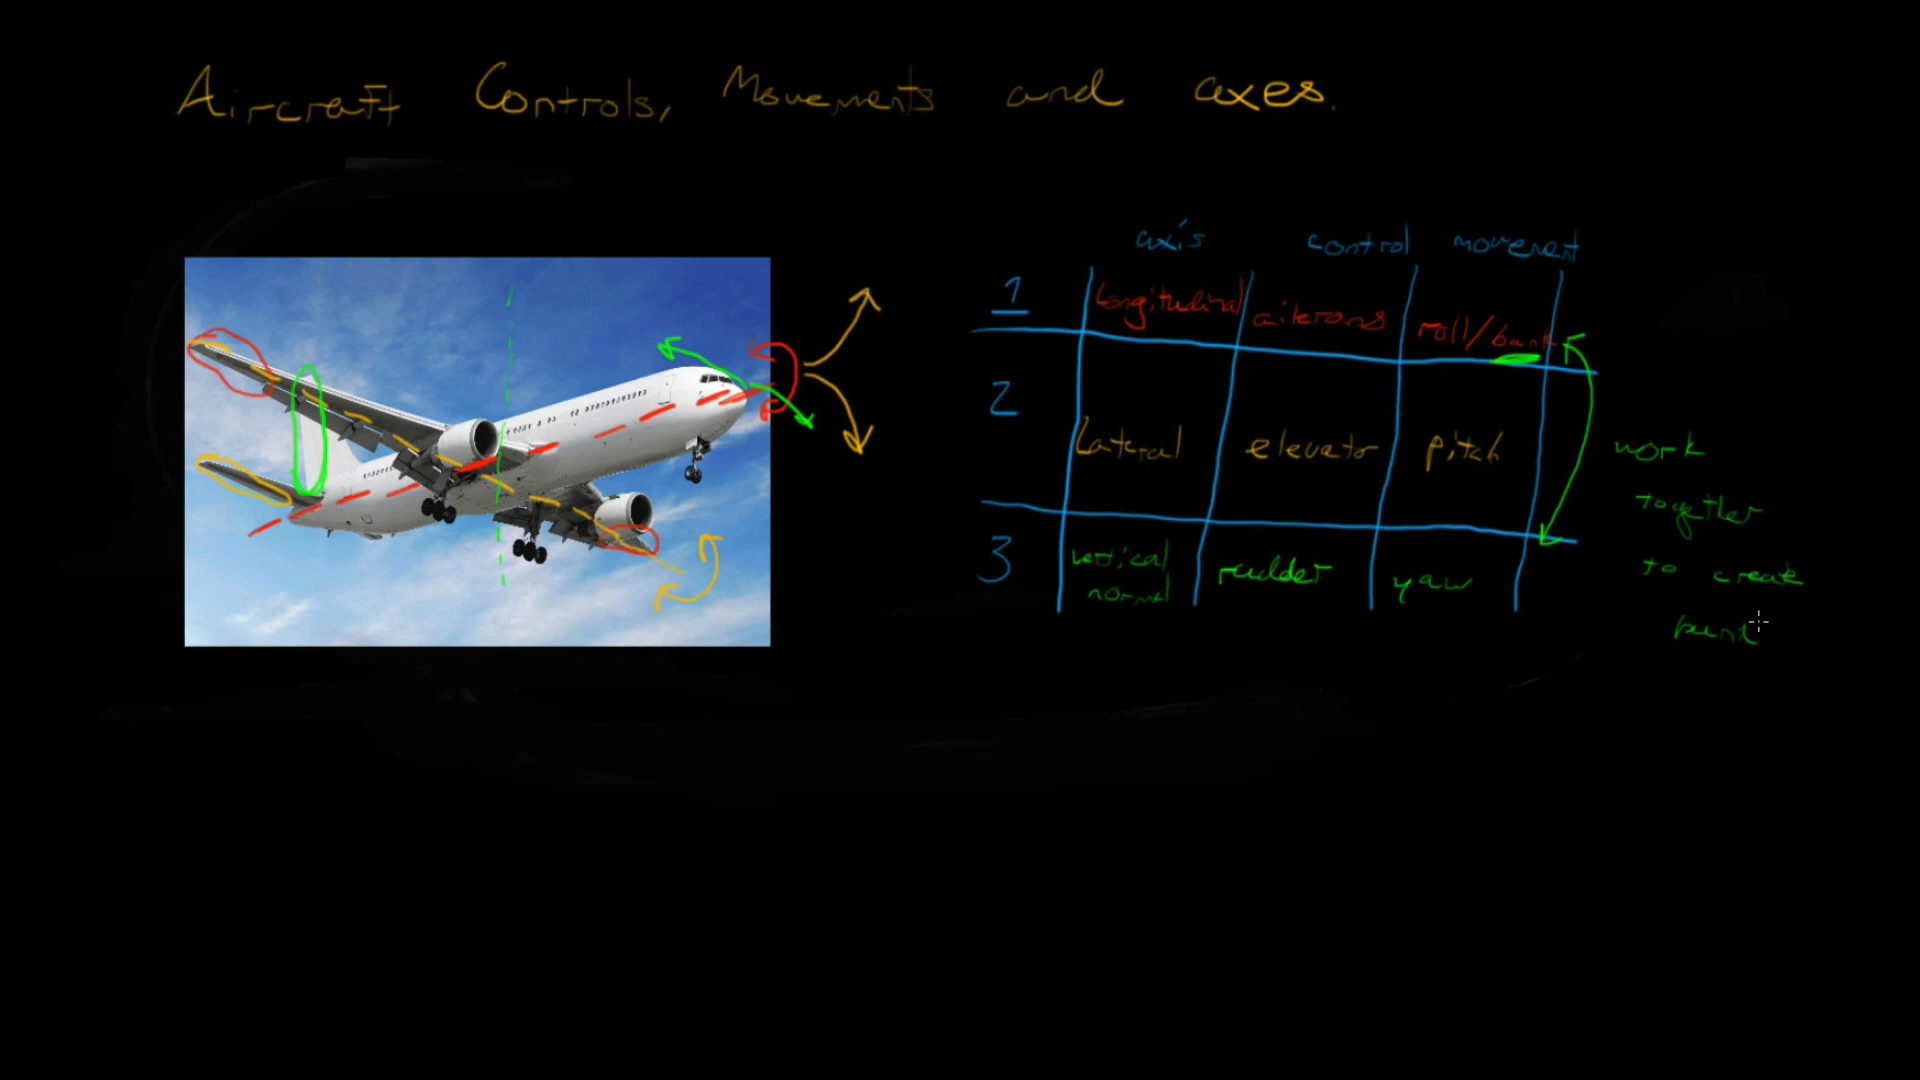 Aircraft Controls, Movements and axes.
axis control movement
1 longitudinal ailerons roll/bank
2 lateral elevator pitch
3 vertical rudder yaw
normal
work
together
to create